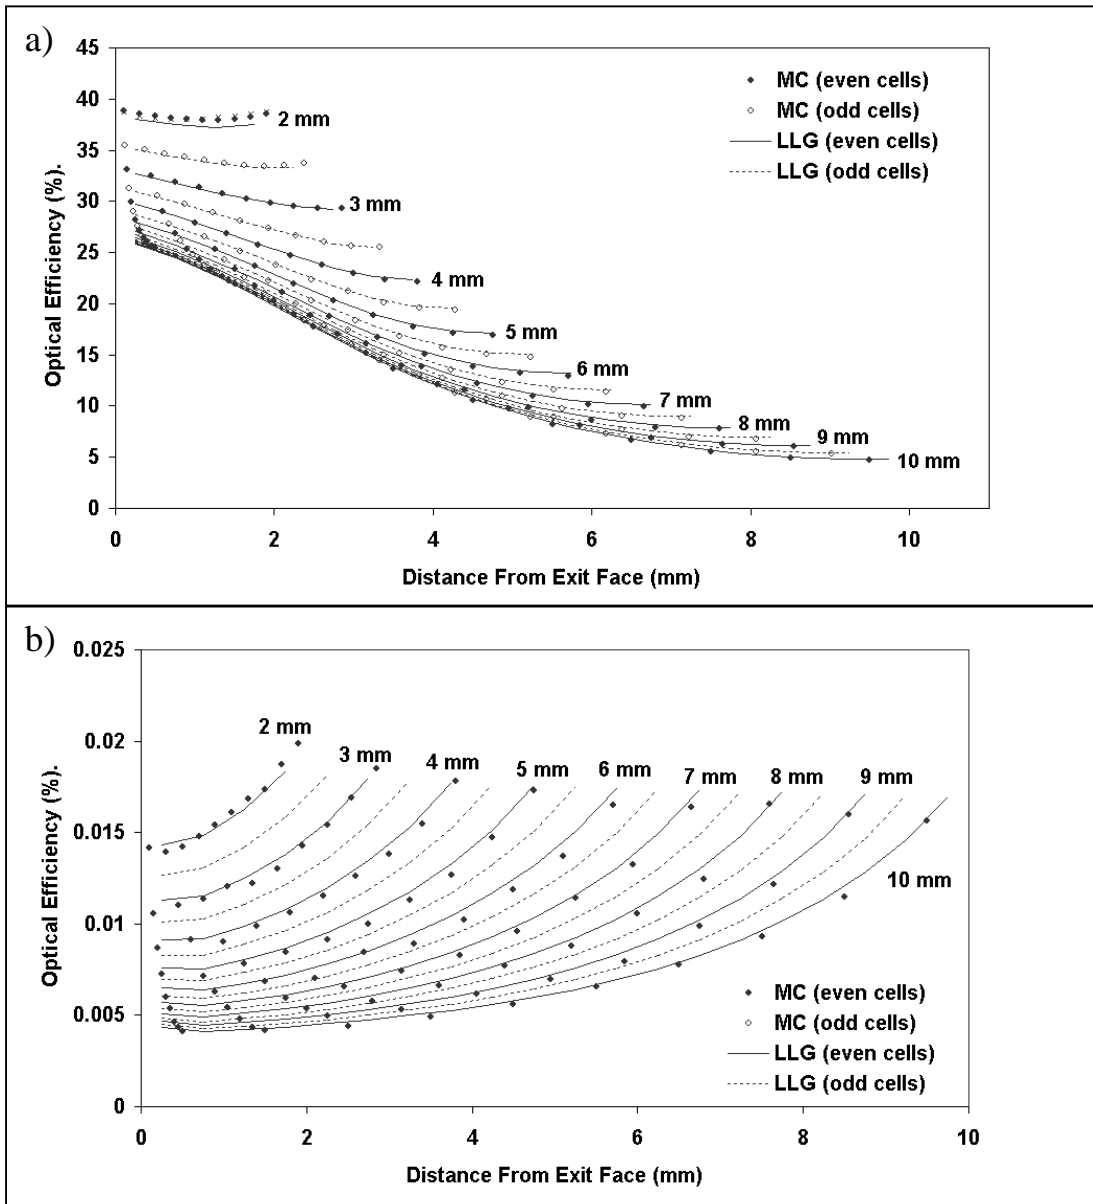 a)
45
40
35
30
25
20
15
10
5
0
Optical Efficiency (%).
MC (even cells)
MC (odd cells)
LLG (even cells)
LLG (odd cells)
2 mm
3 mm
4 mm
5 mm
6 mm
7 mm
8 mm
9 mm
10 mm
0 2 4 6 8 10
Distance From Exit Face (mm)
b)
0.025
0.02
0.015
0.01
0.005
0
Optical Efficiency (%).
2 mm
3 mm
4 mm
5 mm
6 mm
7 mm
8 mm
9 mm
10 mm
MC (even cells)
MC (odd cells)
LLG (even cells)
LLG (odd cells)
0 2 4 6 8 10
Distance From Exit Face (mm)